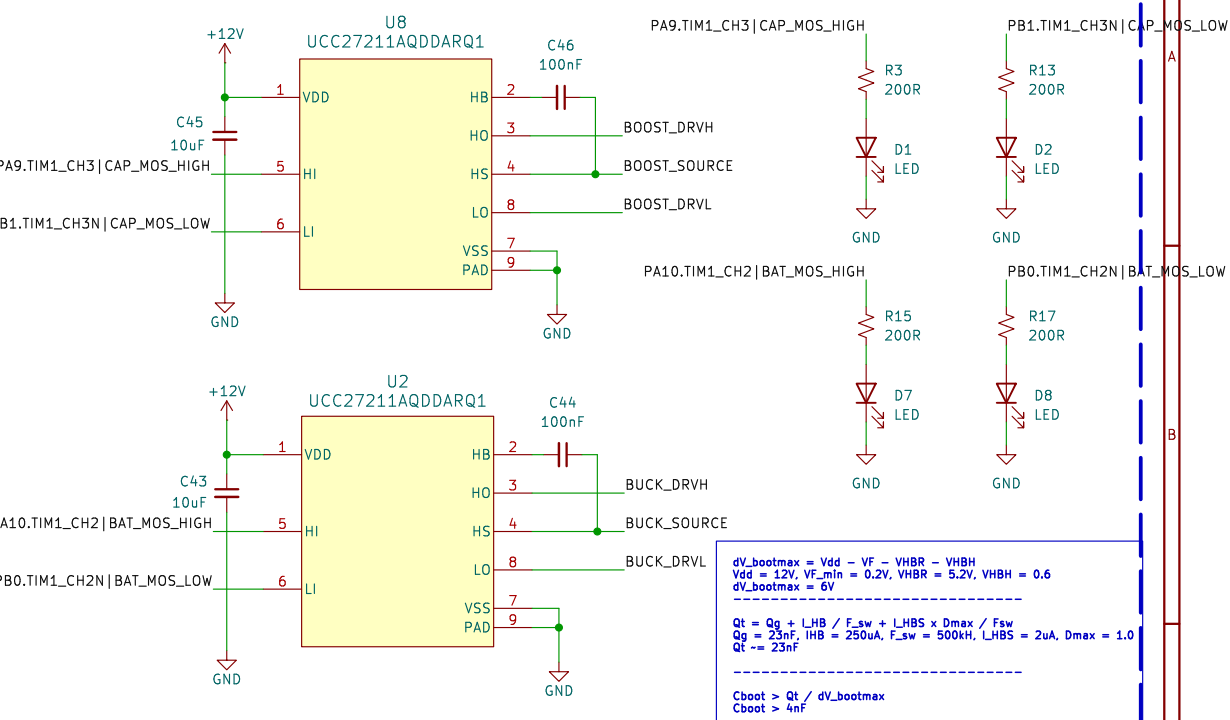 U8
UCC27211AQDDARQ1
+12V
C45
10uF
PA9.TIM1_CH3|CAP_MOS_HIGH
B1.TIM1_CH3N|CAP_MOS_LOW
1
VDD
5
HI
6
LI
HB
2
HO
3
HS
4
LO
8
VSS
7
PAD
9
C46
100nF
BOOST_DRVH
BOOST_SOURCE
BOOST_DRVL
GND
GND
PA9.TIM1_CH3|CAP_MOS_HIGH
R3
200R
D1
LED
GND
PB1.TIM1_CH3N|CAP_MOS_LOW
R13
200R
D2
LED
GND
A
PA10.TIM1_CH2|BAT_MOS_HIGH
R15
200R
D7
LED
GND
PB0.TIM1_CH2N|BAT_MOS_LOW
R17
200R
D8
LED
GND
B
U2
UCC27211AQDDARQ1
+12V
C43
10uF
A10.TIM1_CH2|BAT_MOS_HIGH
PB0.TIM1_CH2N|BAT_MOS_LOW
1
VDD
5
HI
6
LI
HB
2
HO
3
HS
4
LO
8
VSS
7
PAD
9
C44
100nF
BUCK_DRVH
BUCK_SOURCE
BUCK_DRVL
GND
GND
dV_bootmax = Vdd - VF - VHBR - VHBH
Vdd = 12V, VF_min = 0.2V, VHBR = 5.2V, VHBH = 0.6
dV_bootmax = 6V
--------------------------------
Qt = Qg + I_HB / F_sw + I_HBS x Dmax / Fsw
Qg = 23nF, IHB = 250uA, F_sw = 500kH, I_HBS = 2uA, Dmax = 1.0
Qt ~= 23nF
--------------------------------
Cboot > Qt / dV_bootmax
Cboot > 4nF